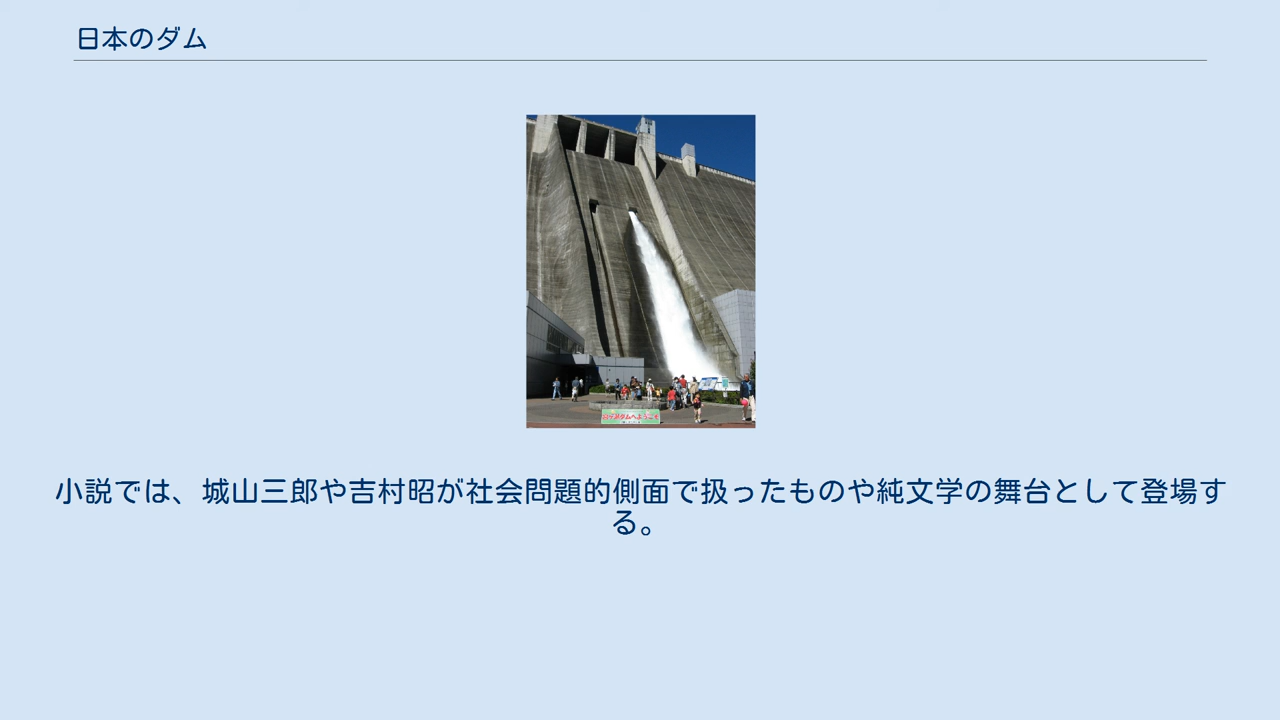 日本のダム
小説では、城山三郎や吉村昭が社会問題的側面で扱ったものや純文学の舞台として登場す
る。